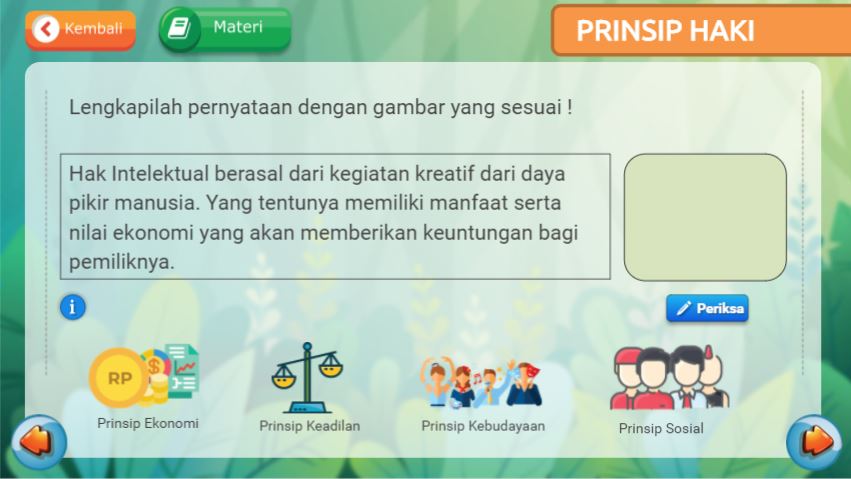 Kembali
Materi
PRINSIP HAKI
Lengkapilah pernyataan dengan gambar yang sesuai !
Hak Intelektual berasal dari kegiatan kreatif dari daya
pikir manusia. Yang tentunya memiliki manfaat serta
nilai ekonomi yang akan memberikan keuntungan bagi
pemiliknya.
i
Periksa
RP
$
Prinsip Ekonomi
Prinsip Keadilan
Prinsip Kebudayaan
Prinsip Sosial